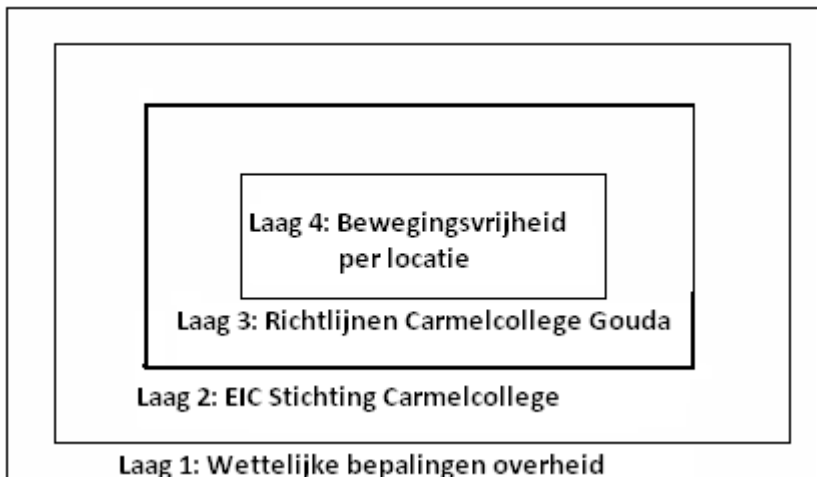 Laag 4: Bewegingsvrijheid
per locatie
Laag 3: Richtlijnen Carmelcollege Gouda
Laag 2: EIC Stichting Carmelcollege
Laag 1: Wettelijke bepalingen overheid